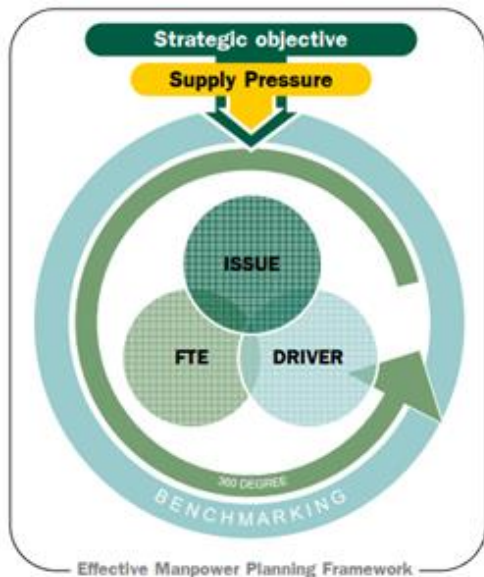 Strategic objective
Supply Pressure
ISSUE
FTE
DRIVER
360 DEGREE
BENCHMARKING
Effective Manpower Planning Framework